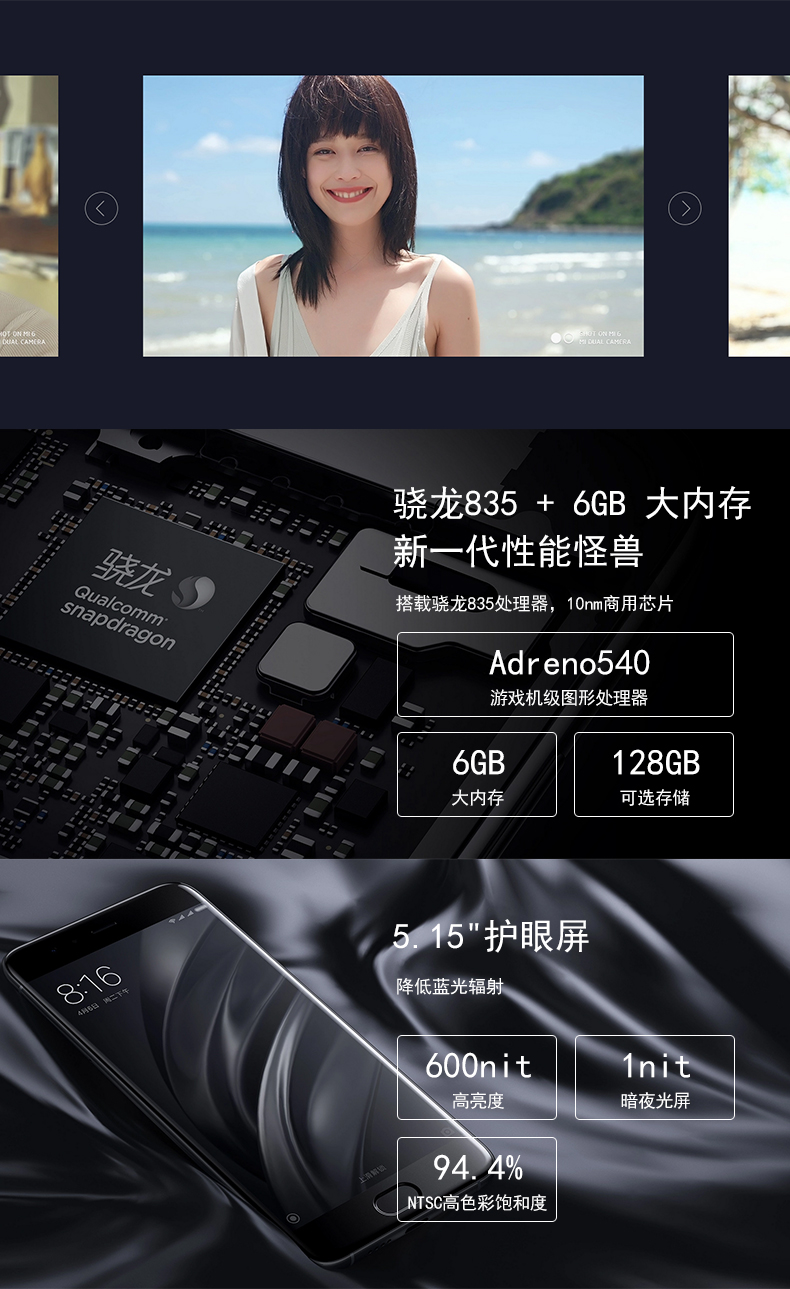 HOT ON MI 6
DUAL CAMERA
SHOT ON MI 6
MI DUAL CAMERA
骁龙835 + 6GB 大内存
新一代性能怪兽
搭载骁龙835处理器，10nm商用芯片
骁龙
Qualcomm
snapdragon
Adreno540
游戏机级图形处理器
6GB
大内存
128GB
可选存储
5.15"护眼屏
降低蓝光辐射
8:16
4月6日 周二下午
600nit
高亮度
1nit
暗夜光屏
94.4%
NTSC高色彩饱和度
上滑解锁